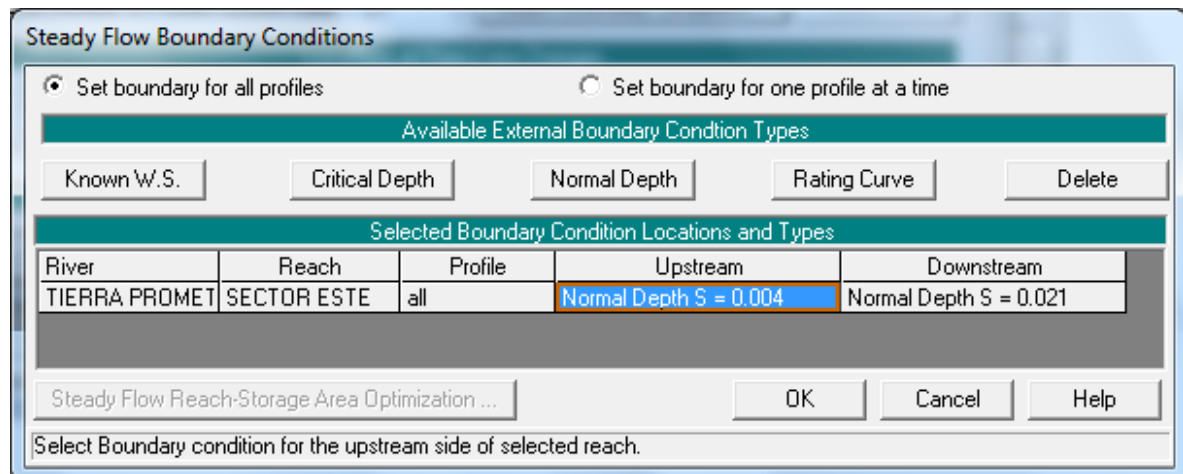 Steady Flow Boundary Conditions
Set boundary for all profiles Set boundary for one profile at a time
Available External Boundary Condtion Types
Known W.S. Critical Depth Normal Depth Rating Curve Delete
Selected Boundary Condition Locations and Types
River Reach Profile Upstream Downstream
TIERRA PROMET SECTOR ESTE all Normal Depth S = 0.004 Normal Depth S = 0.021
Steady Flow Reach-Storage Area Optimization ... OK Cancel Help
Select Boundary condition for the upstream side of selected reach.